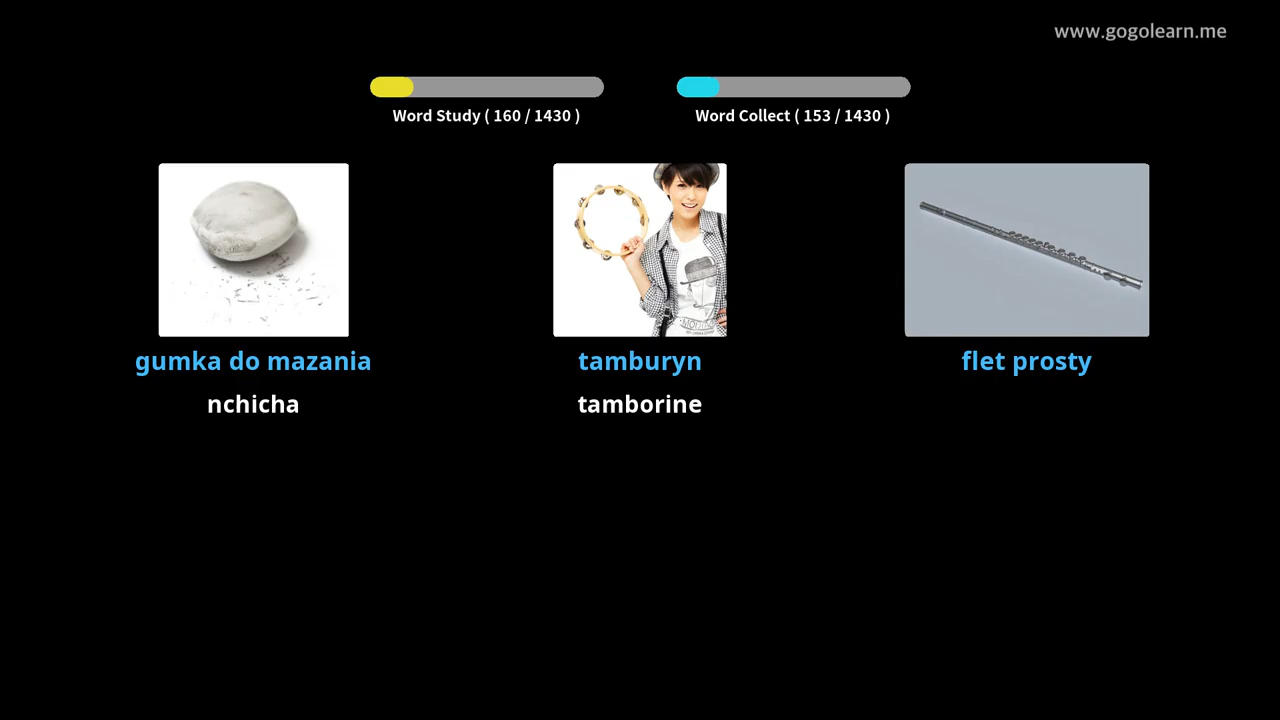 www.gogolearn.me
Word Study ( 160 / 1430 )
Word Collect ( 153 / 1430 )
gumka do mazania
tamburyn
flet prosty
nchicha
tamborine